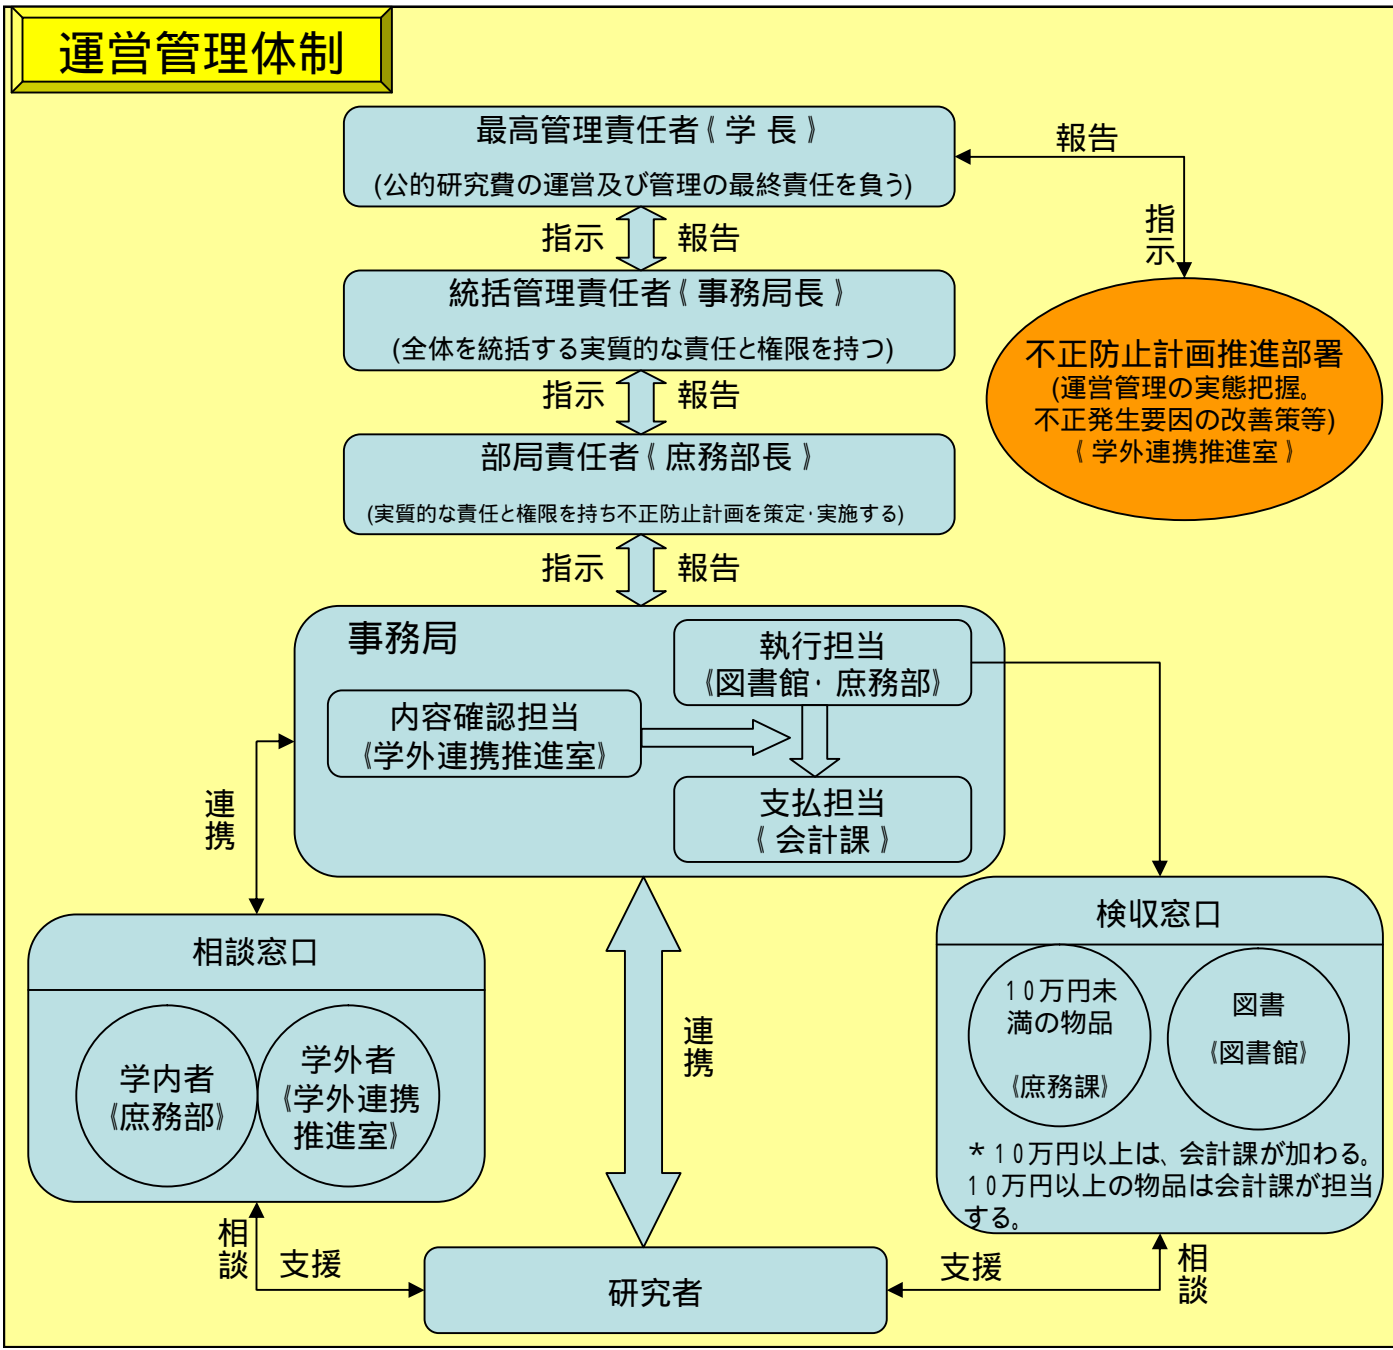 運営管理体制
最高管理責任者《 学 長 》
(公的研究費の運営及び管理の最終責任を負う)
報告
指示
指示 報告
統括管理責任者《 事務局長 》
(全体を統括する実質的な責任と権限を持つ)
不正防止計画推進部署
(運営管理の実態把握。
不正発生要因の改善策等)
《 学外連携推進室 》
指示 報告
部局責任者《 庶務部長 》
(実質的な責任と権限を持ち不正防止計画を策定・実施する)
指示 報告
事務局
執行担当
《図書館・庶務部》
内容確認担当
《学外連携推進室》
支払担当
《 会計課 》
連携
相談窓口
学内者
《庶務部》
学外者
《学外連携
推進室》
連携
検収窓口
10万円未
満の物品
《庶務課》
図書
《図書館》
*10万円以上は、会計課が加わる。
10万円以上の物品は会計課が担当
する。
相談
支援
研究者
支援
相談